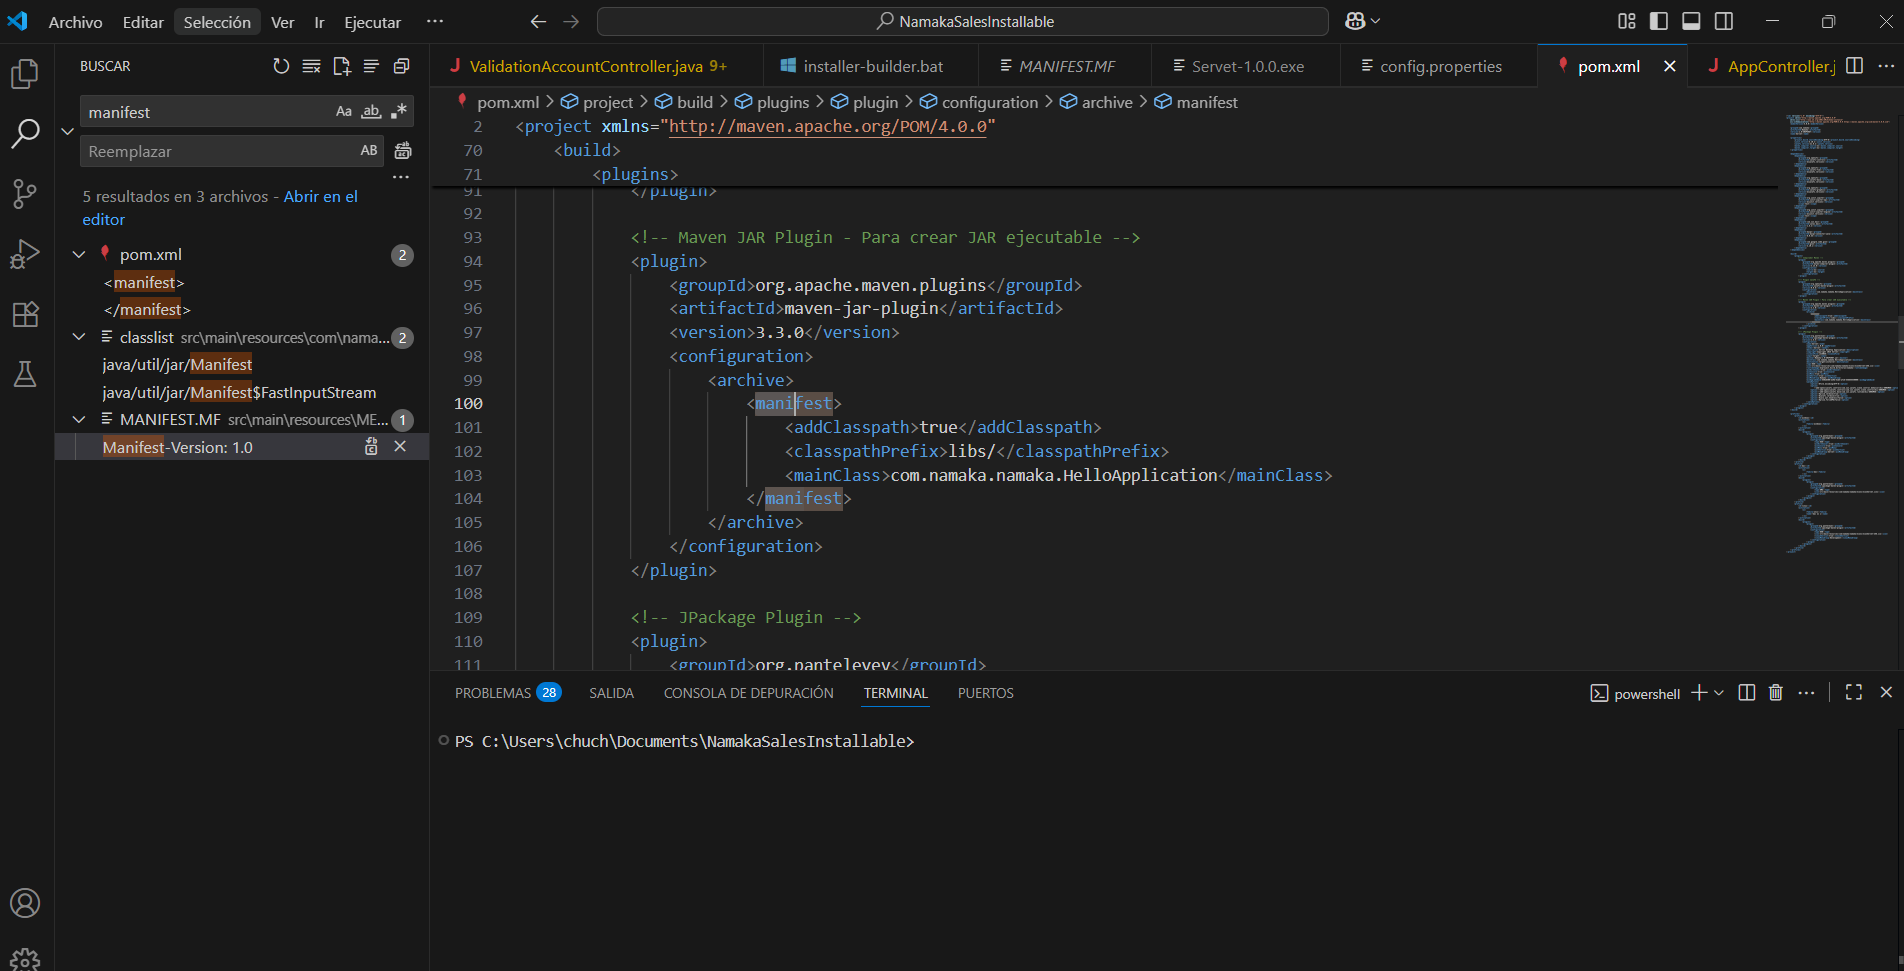 Archivo Editar Selección Ver Ir Ejecutar ···
NamakaSalesInstallable
BUSCAR
manifest
Aa ab .*
Reemplazar
AB
5 resultados en 3 archivos - Abrir en el
editor
pom.xml 2
<manifest>
</manifest>
classlist src\main\resources\com\nama... 2
java/util/jar/Manifest
java/util/jar/Manifest$FastInputStream
MANIFEST.MF src\main\resources\ME... 1
Manifest-Version: 1.0
ValidationAccountController.java 9+
installer-builder.bat
MANIFEST.MF
Servet-1.0.0.exe
config.properties
pom.xml
AppController.j
pom.xml > project > build > plugins > plugin > configuration > archive > manifest
2 <project xmlns="http://maven.apache.org/POM/4.0.0"
70 <build>
71 <plugins>
91 </plugin>
92
93 <!-- Maven JAR Plugin - Para crear JAR ejecutable -->
94 <plugin>
95 <groupId>org.apache.maven.plugins</groupId>
96 <artifactId>maven-jar-plugin</artifactId>
97 <version>3.3.0</version>
98 <configuration>
99 <archive>
100 <manifest>
101 <addClasspath>true</addClasspath>
102 <classpathPrefix>libs/</classpathPrefix>
103 <mainClass>com.namaka.namaka.HelloApplication</mainClass>
104 </manifest>
105 </archive>
106 </configuration>
107 </plugin>
108
109 <!-- JPackage Plugin -->
110 <plugin>
111 <groupId>org.panteleyev</groupId>
PROBLEMAS 28 SALIDA CONSOLA DE DEPURACIÓN TERMINAL PUERTOS
powershell
PS C:\Users\chuch\Documents\NamakaSalesInstallable>